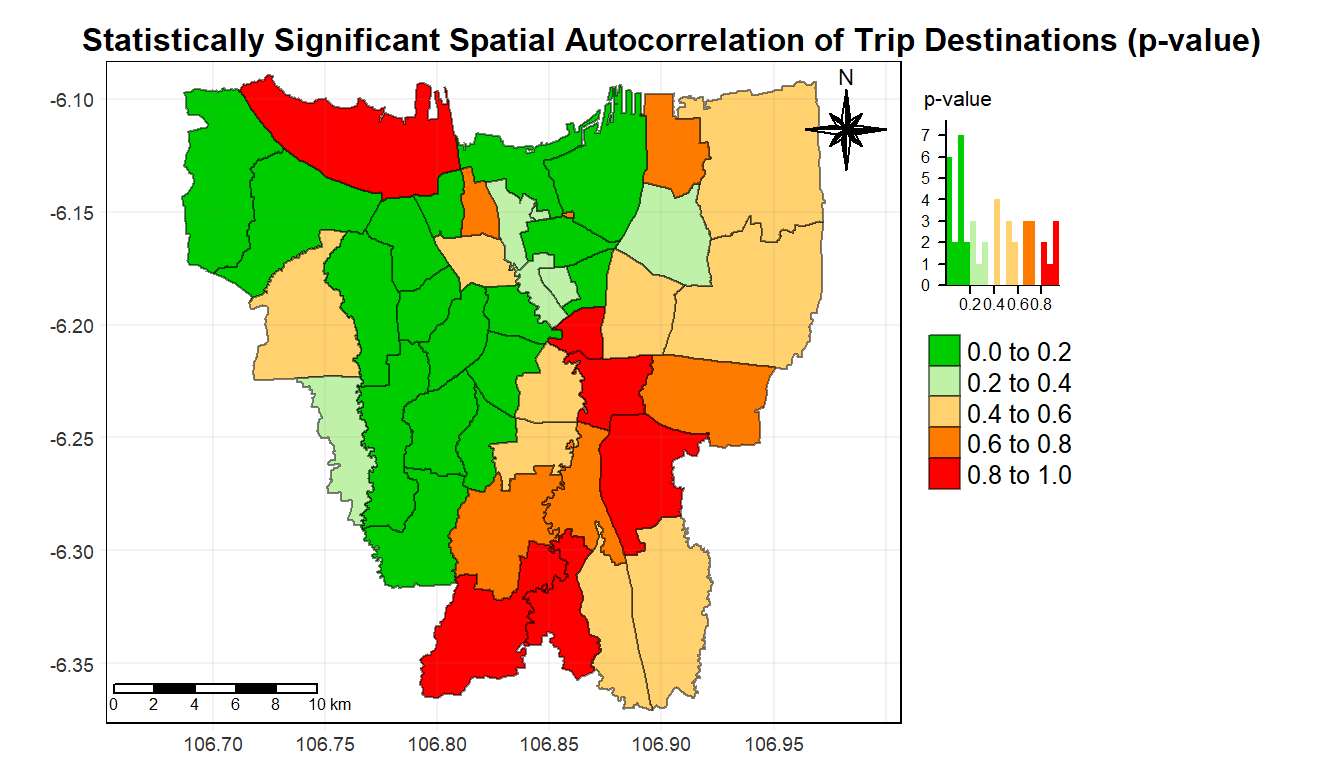 Statistically Significant Spatial Autocorrelation of Trip Destinations (p-value)
N
-6.10
-6.15
-6.20
-6.25
-6.30
-6.35
0 2 4 6 8 10 km
106.70 106.75 106.80 106.85 106.90 106.95
p-value
7
6
5
4
3
2
1
0
0.2 0.4 0.6 0.8
0.0 to 0.2
0.2 to 0.4
0.4 to 0.6
0.6 to 0.8
0.8 to 1.0